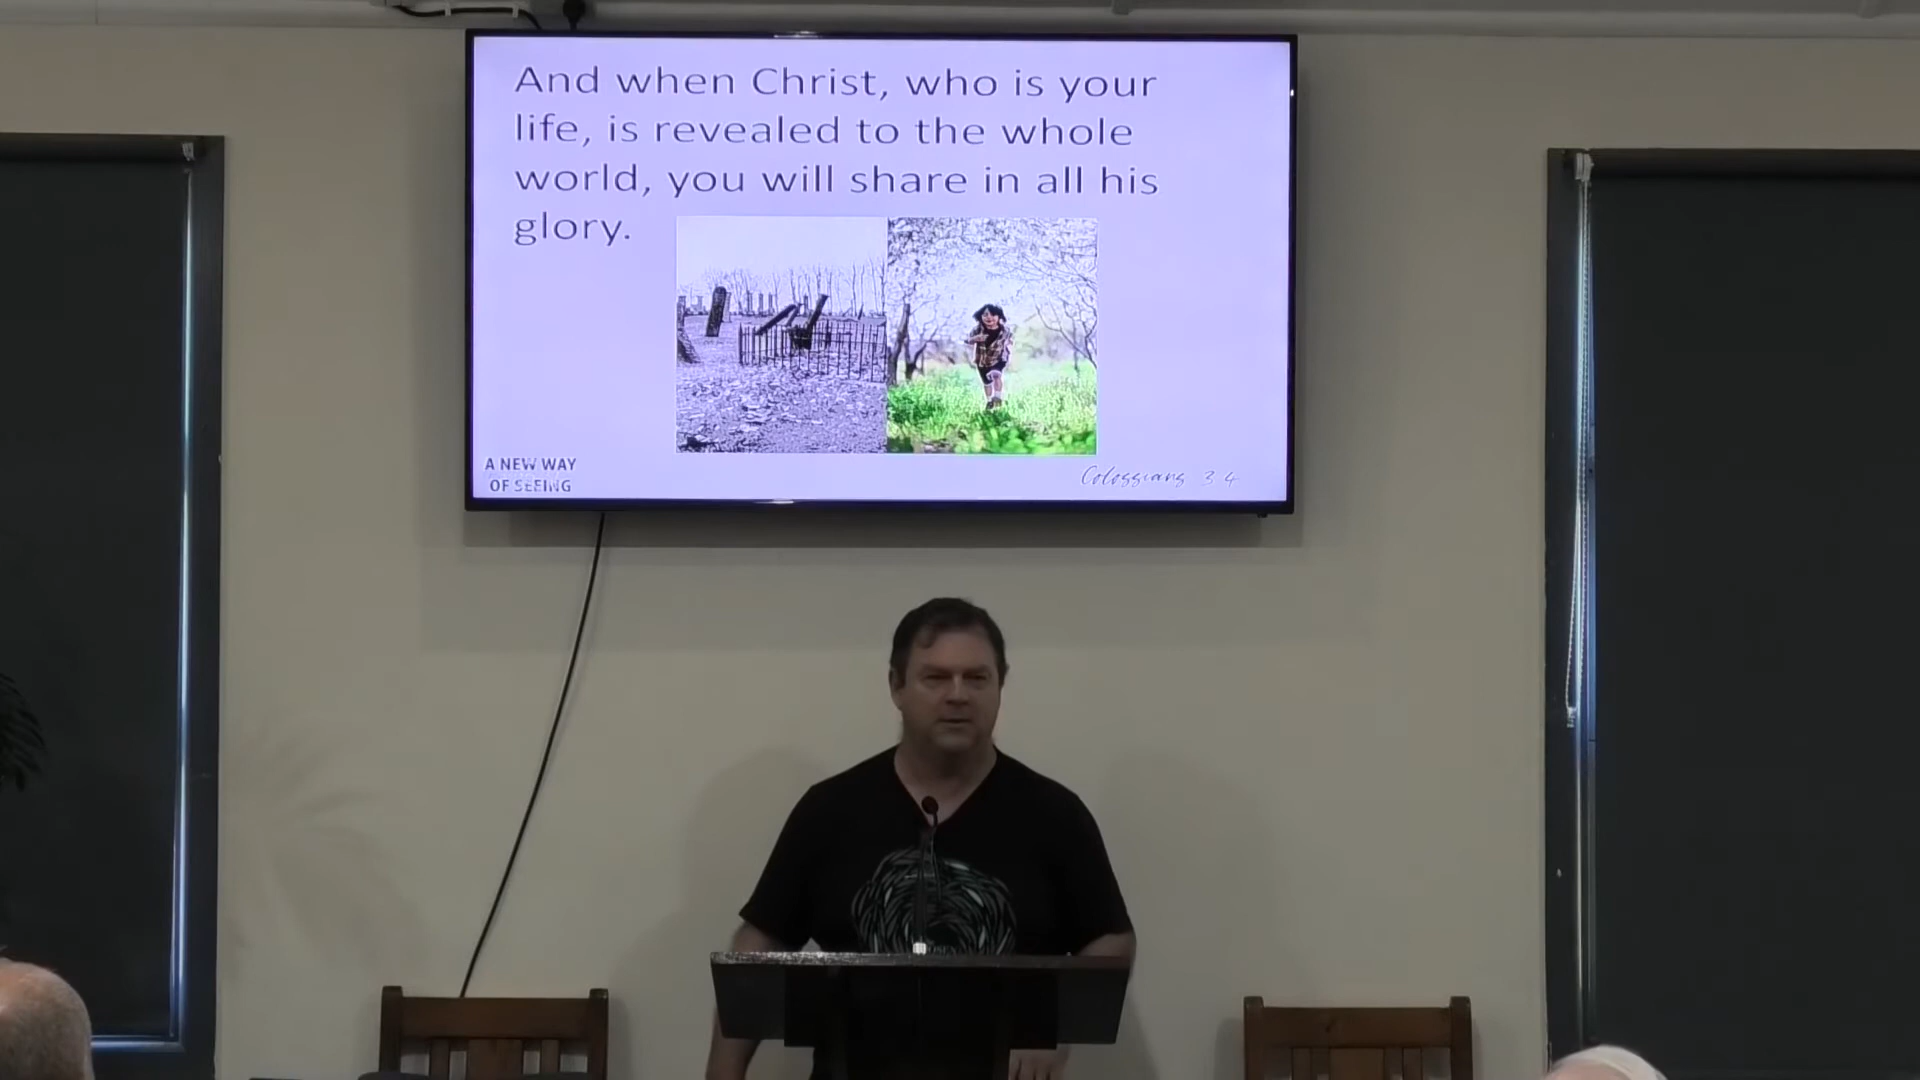 And when Christ, who is your
life, is revealed to the whole
world, you will share in all his
glory.
A NEW WAY
OF SEEING
Colossians 3 4